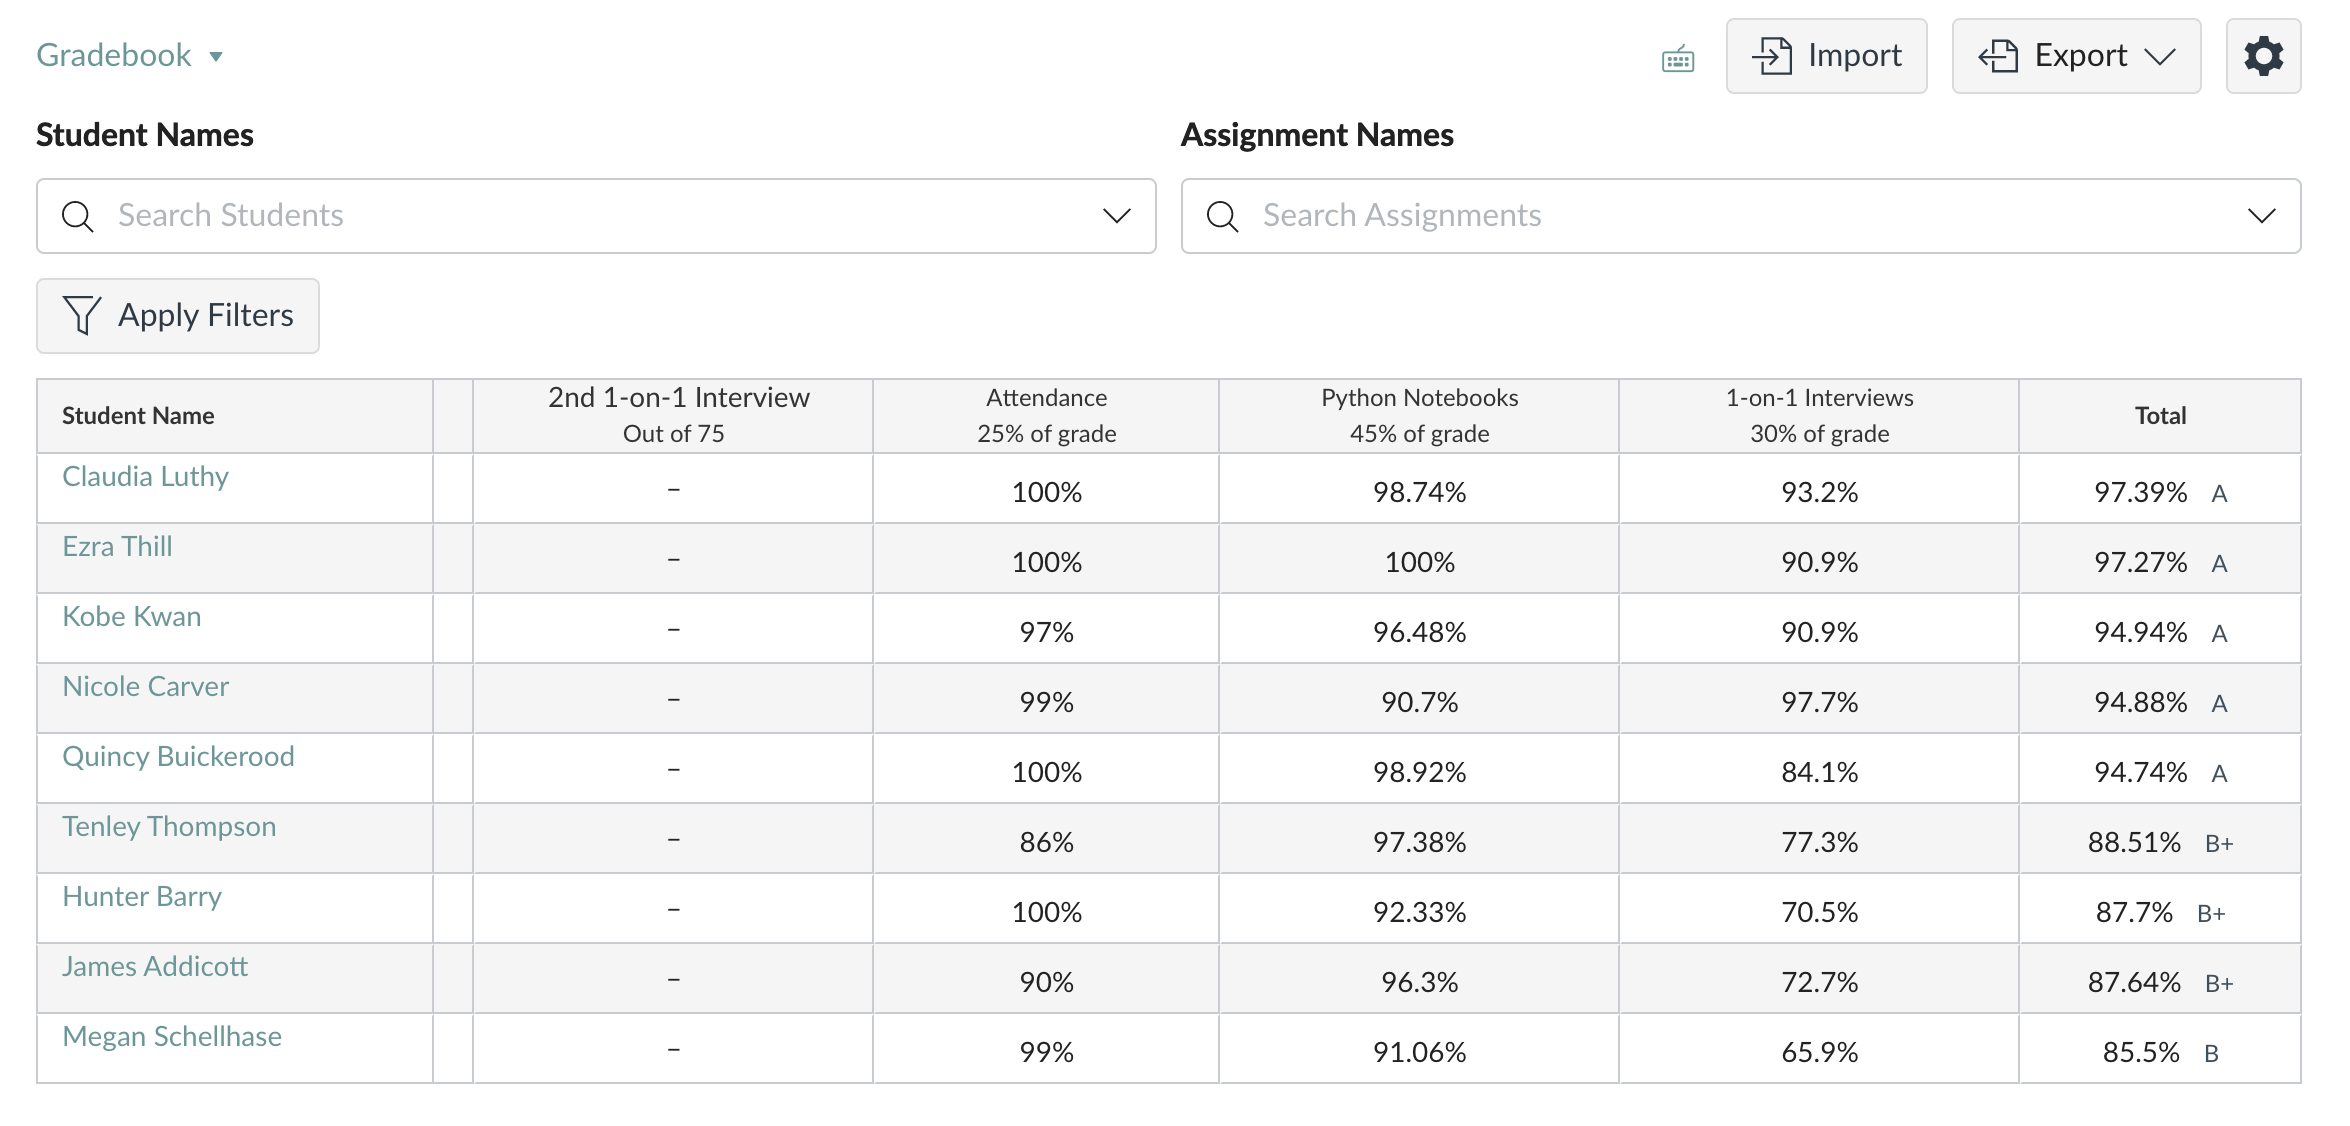 Gradebook
Import
Export
Student Names
Assignment Names
Search Students
Search Assignments
Apply Filters
Student Name 2nd 1-on-1 Interview Attendance Python Notebooks 1-on-1 Interviews Total
Out of 75 25% of grade 45% of grade 30% of grade
Claudia Luthy – 100% 98.74% 93.2% 97.39% A
Ezra Thill – 100% 100% 90.9% 97.27% A
Kobe Kwan – 97% 96.48% 90.9% 94.94% A
Nicole Carver – 99% 90.7% 97.7% 94.88% A
Quincy Buickerood – 100% 98.92% 84.1% 94.74% A
Tenley Thompson – 86% 97.38% 77.3% 88.51% B+
Hunter Barry – 100% 92.33% 70.5% 87.7% B+
James Addicott – 90% 96.3% 72.7% 87.64% B+
Megan Schellhase – 99% 91.06% 65.9% 85.5% B